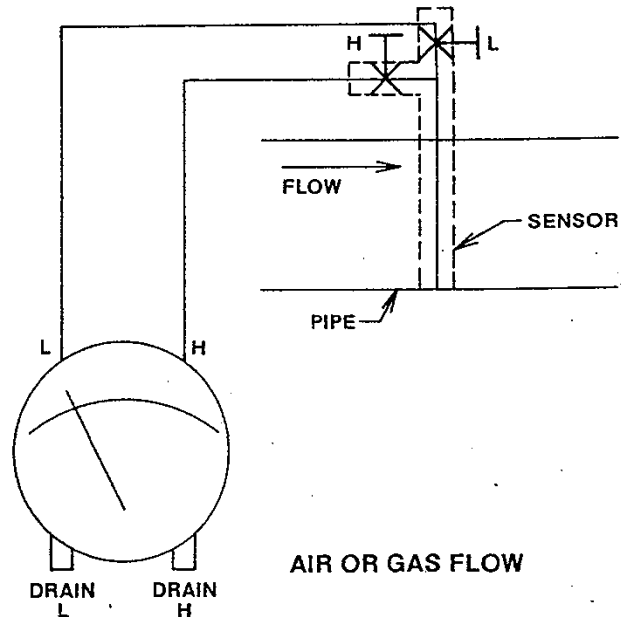 H
L
FLOW
SENSOR
PIPE
L
H
AIR OR GAS FLOW
DRAIN
L
DRAIN
H